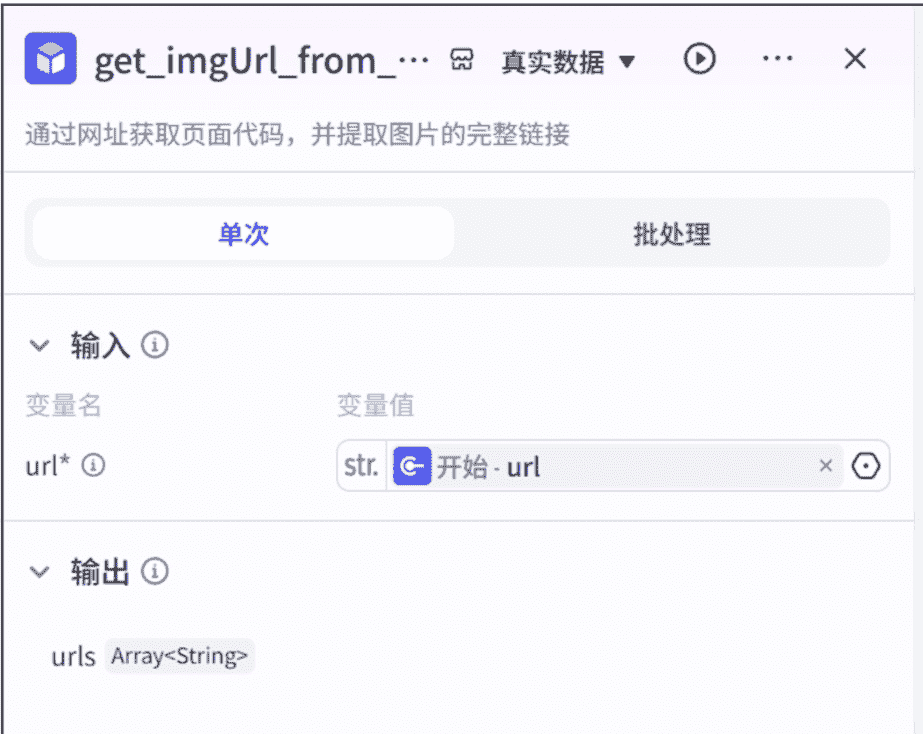 get_imgUrl_from_… 真实数据
通过网址获取页面代码，并提取图片的完整链接
单次 批处理
输入
变量名 变量值
url* str. 开始 - url
输出
urls Array<String>